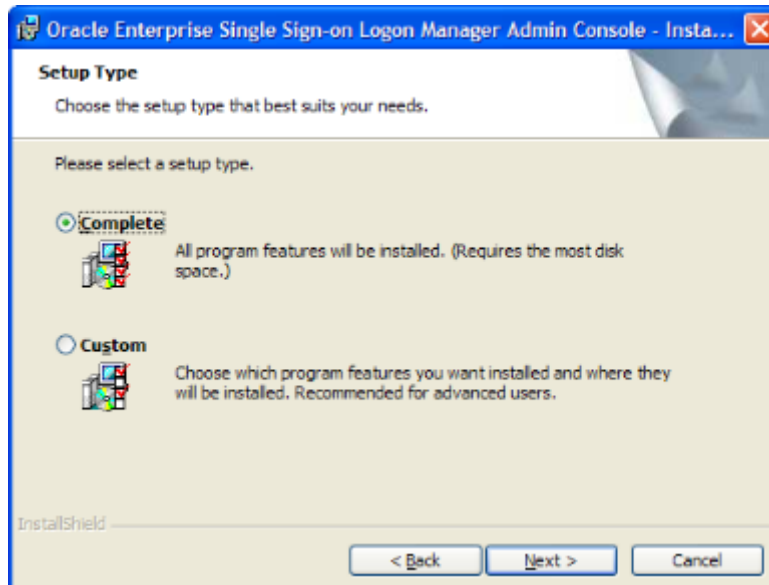 Oracle Enterprise Single Sign-on Logon Manager Admin Console - Insta...
Setup Type
Choose the setup type that best suits your needs.
Please select a setup type.
Complete
All program features will be installed. (Requires the most disk
space.)
Custom
Choose which program features you want installed and where they
will be installed. Recommended for advanced users.
InstallShield
< Back
Next >
Cancel